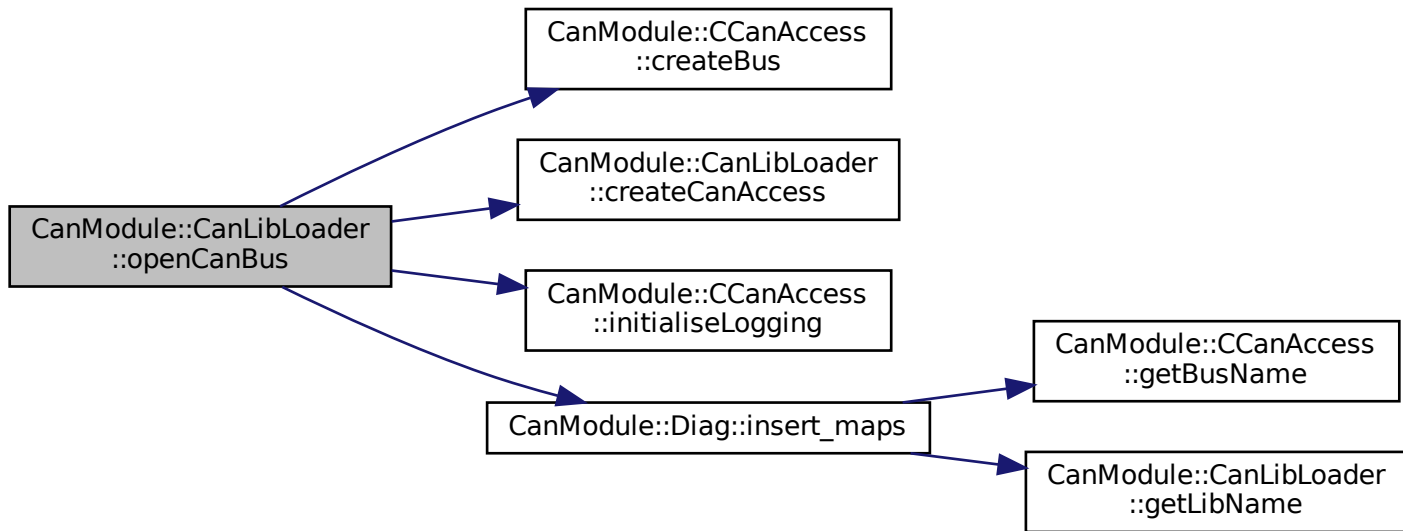 CanModule::CCanAccess
::createBus
CanModule::CanLibLoader
::createCanAccess
CanModule::CanLibLoader
::openCanBus
CanModule::CCanAccess
::initialiseLogging
CanModule::CCanAccess
::getBusName
CanModule::Diag::insert_maps
CanModule::CanLibLoader
::getLibName